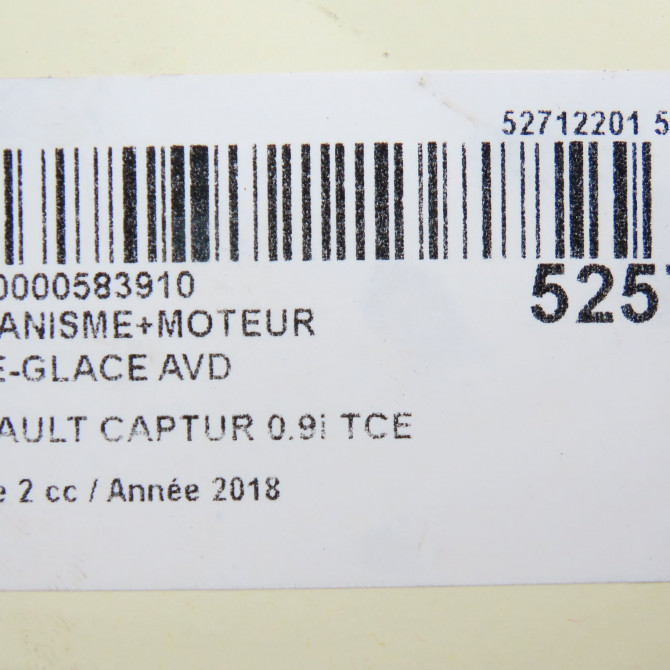 52712201 5
0000583910
525
ANISME+MOTEUR
E-GLACE AVD
AULT CAPTUR 0.9i TCE
e 2 cc / Année 2018